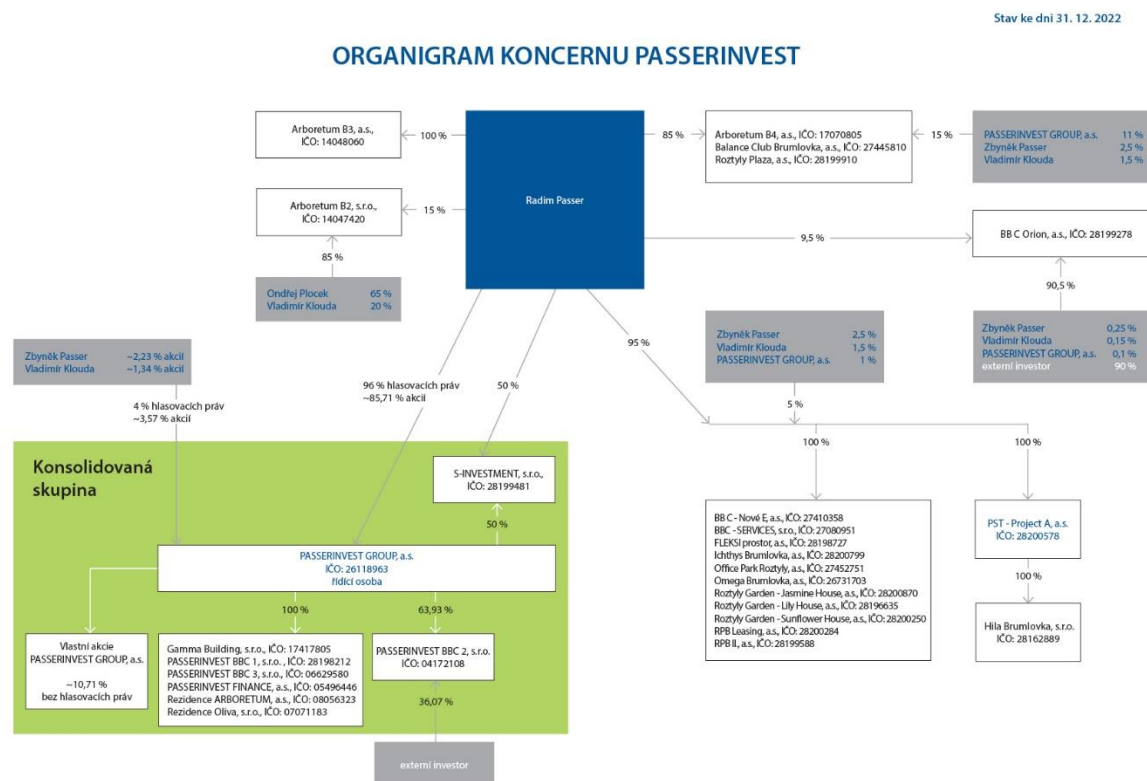 Stav ke dni 31. 12. 2022
ORGANIGRAM KONCERNU PASSERINVEST
Arboretum B3, a.s.,
IČO: 14048060
100 %
Radim Passer
85 %
Arboretum B4, a.s., IČO: 17070805
Balance Club Brumlovka, a.s., IČO: 27445810
Roztyly Plaza, a.s., IČO: 28199910
15 %
PASSERINVEST GROUP, a.s. 11 %
Zbyněk Passer 2,5 %
Vladimír Klouda 1,5 %
Arboretum B2, s.r.o.,
IČO: 14047420
15 %
9,5 %
BB C Orion, a.s., IČO: 28199278
85 %
90,5 %
Ondřej Plocek 65 %
Vladimír Klouda 20 %
Zbyněk Passer 2,5 %
Vladimír Klouda 1,5 %
PASSERINVEST GROUP, a.s. 1 %
Zbyněk Passer 0,25 %
Vladimír Klouda 0,15 %
PASSERINVEST GROUP, a.s. 0,1 %
externí investor 90 %
Zbyněk Passer ~2,23 % akcií
Vladimír Klouda ~1,34 % akcií
95 %
96 % hlasovacích práv
~85,71 % akcií
50 %
4 % hlasovacích práv
~3,57 % akcií
5 %
100 %
100 %
Konsolidovaná
skupina
S-INVESTMENT, s.r.o.,
IČO: 28199481
50 %
PASSERINVEST GROUP, a.s.
IČO: 26118963
řídící osoba
BB C - Nové E, a.s., IČO: 27410358
BBC - SERVICES, s.r.o., IČO: 27080951
FLEKSI prostor, a.s., IČO: 28198727
Ichthys Brumlovka, a.s., IČO: 28200799
Office Park Roztyly, a.s., IČO: 27452751
Omega Brumlovka, a.s., IČO: 26731703
Roztyly Garden - Jasmine House, a.s., IČO: 28200870
Roztyly Garden - Lily House, a.s., IČO: 28196635
Roztyly Garden - Sunflower House, a.s., IČO: 28200250
RPB Leasing, a.s., IČO: 28200284
RPB II., a.s., IČO: 28199588
PST - Project A, a.s.
IČO: 28200578
100 %
Hila Brumlovka, s.r.o.
IČO: 28162889
100 %
63,93 %
Vlastní akcie
PASSERINVEST GROUP, a.s.
~10,71 %
bez hlasovacích práv
Gamma Building, s.r.o., IČO: 17417805
PASSERINVEST BBC 1, s.r.o. , IČO: 28198212
PASSERINVEST BBC 3, s.r.o., IČO: 06629580
PASSERINVEST FINANCE, a.s., IČO: 05496446
Rezidence ARBORETUM, a.s., IČO: 08056323
Rezidence Oliva, s.r.o., IČO: 07071183
PASSERINVEST BBC 2, s.r.o.
IČO: 04172108
36,07 %
externí investor